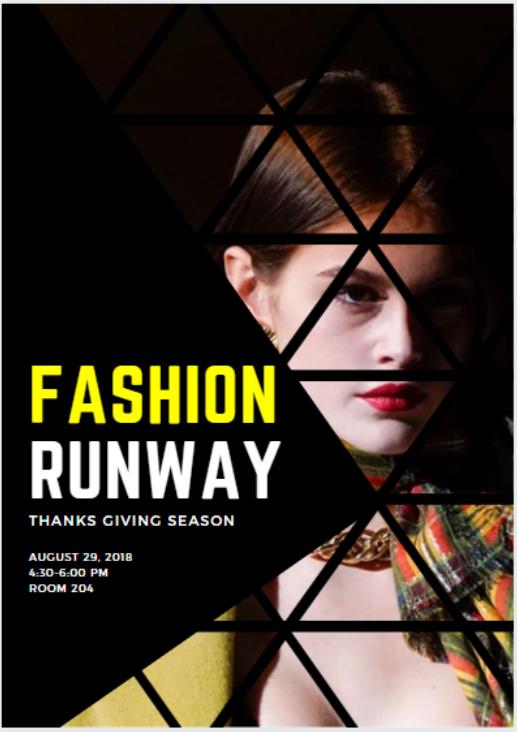 FASHION
RUNWAY
THANKS GIVING SEASON
AUGUST 29, 2018
4:30-6:00 PM
ROOM 204